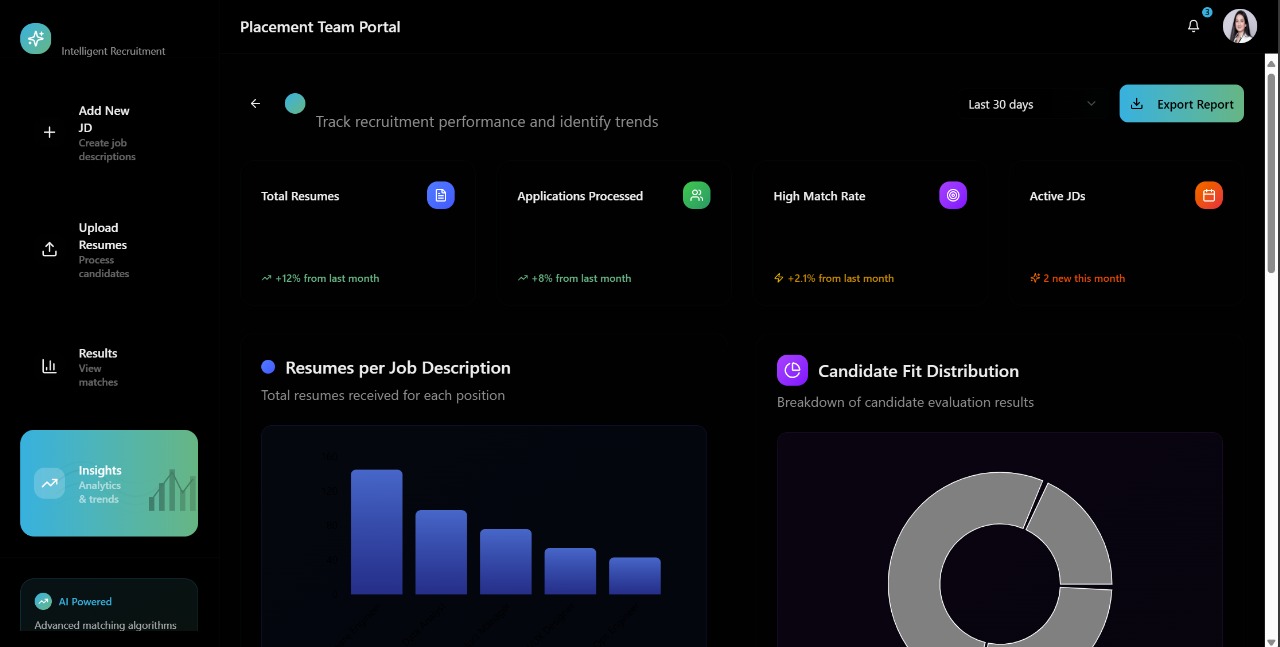 Intelligent Recruitment
Add New
JD
Create job
descriptions
Upload
Resumes
Process
candidates
Results
View
matches
Insights
Analytics
& trends
AI Powered
Advanced matching algorithms
Placement Team Portal
3
Track recruitment performance and identify trends
Last 30 days
Export Report
Total Resumes
+12% from last month
Applications Processed
+8% from last month
High Match Rate
+2.1% from last month
Active JDs
2 new this month
Resumes per Job Description
Total resumes received for each position
Candidate Fit Distribution
Breakdown of candidate evaluation results